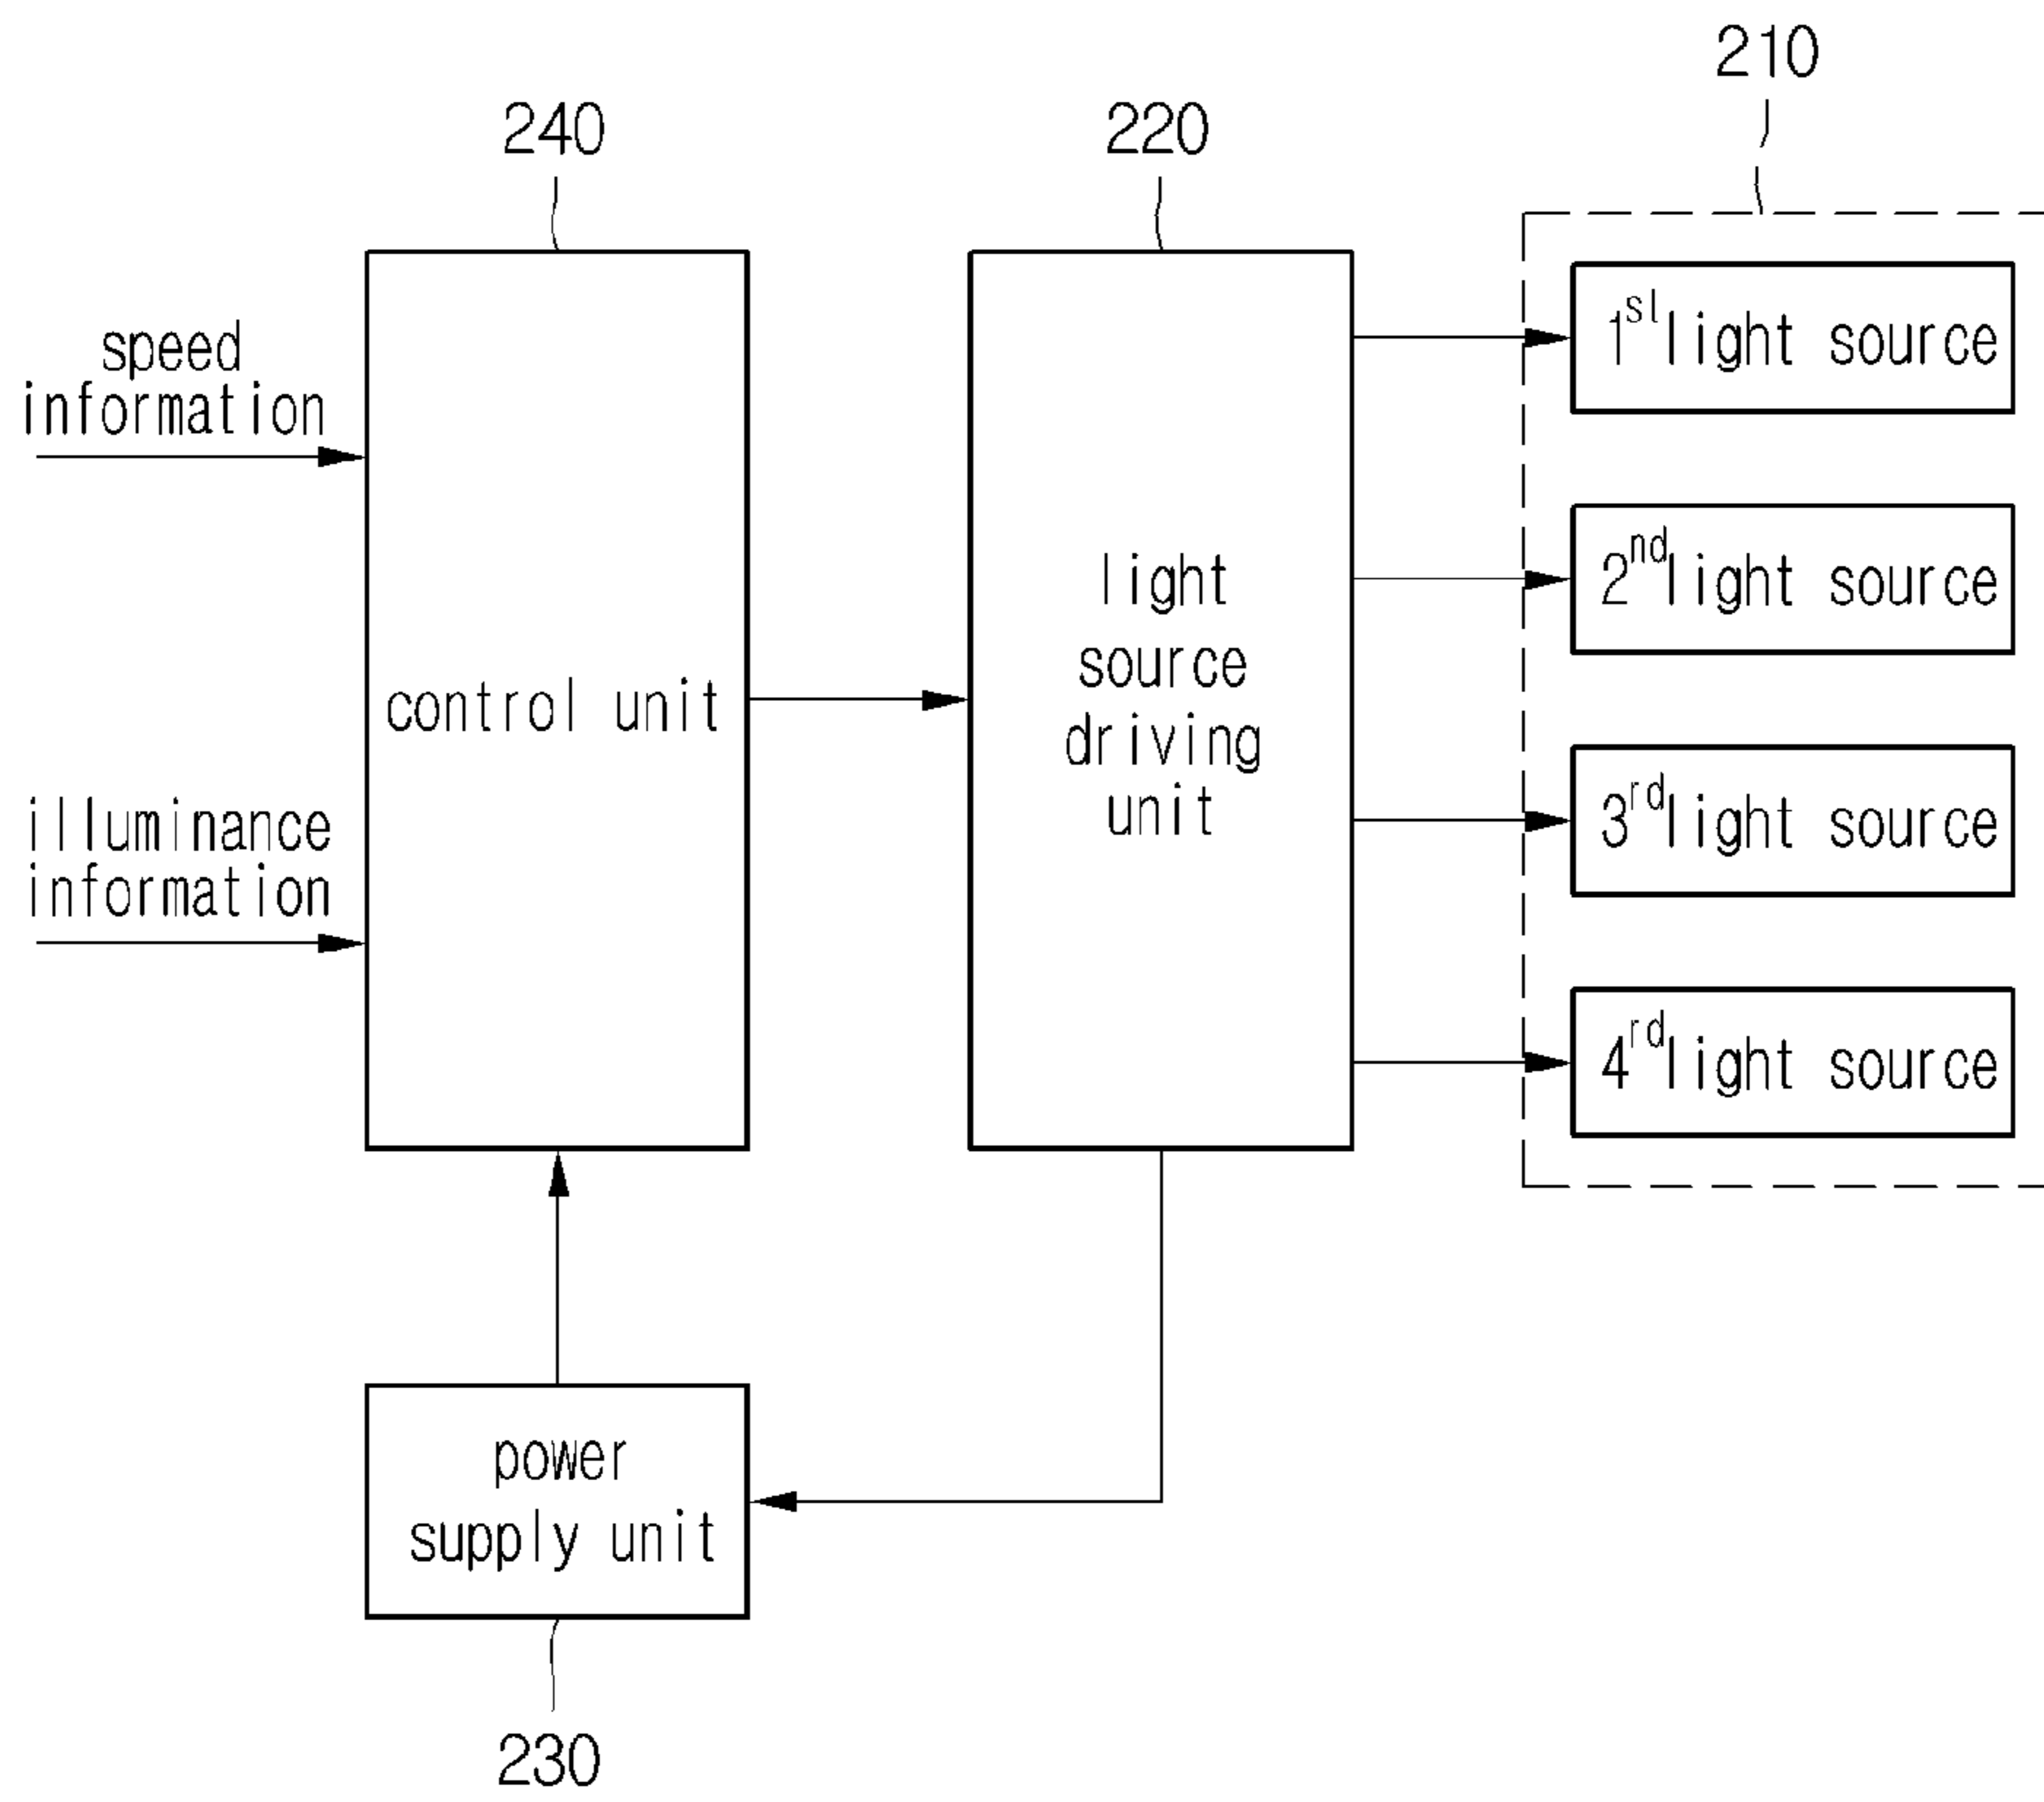 210
240
220
speed
information
1st light source
2nd light source
light
source
driving
unit
control unit
illuminance
information
3rd light source
4rd light source
power
supply unit
230